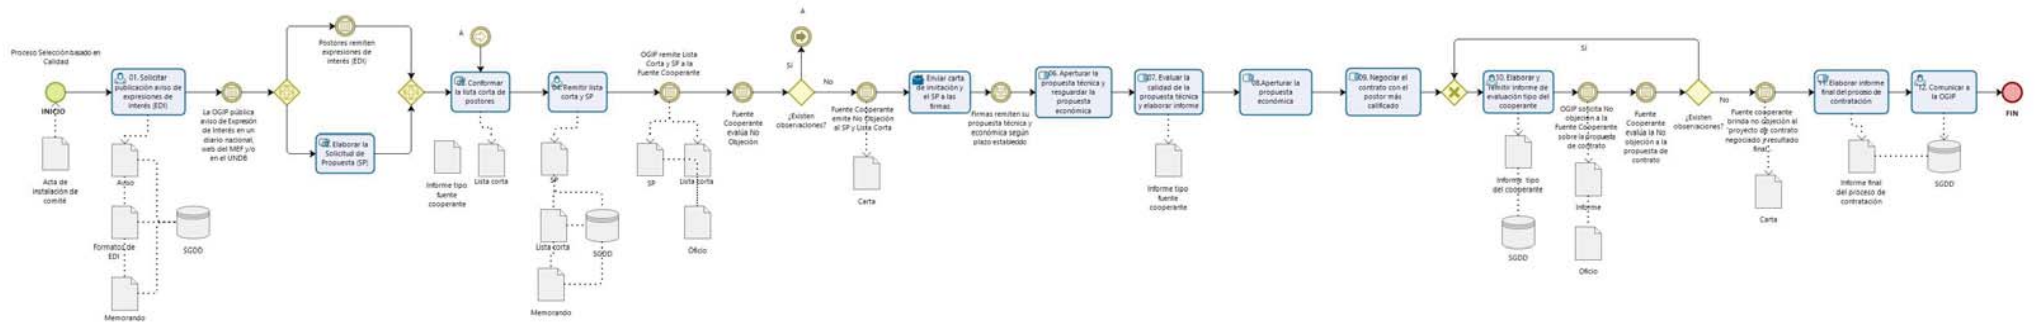 Proceso Selección basado en
Calidad
INICIO
Acta de
instalación de
comité
01. Solicitar
publicación aviso de
expresiones de
interés (EDI)
Aviso
Formatos de
EDI
Memorando
SGDD
La OGIP pública
aviso de Expresión
de Interés en un
diario nacional,
web del MEF y/o
en el UNDB
Postores remiten
expresiones de
interés (EDI)
Elaborar la
Solicitud de
Propuesta (SP)
A
Conformar
la lista corta de
postores
Informe tipo
fuente
cooperante
Lista corta
04. Remitir lista
corta y SP
SP
Lista corta
SGDD
Memorando
OGIP remite Lista
Corta y SP a la
Fuente Cooperante
SP
Lista corta
Oficio
Fuente
Cooperante
evalúa No
Objeción
A
Sí
No
¿Existen
observaciones?
Fuente Cooperante
emite No Objeción
al SP y Lista Corta
Carta
Enviar carta
de invitación y
el SP a las
firmas
Firmas remiten su
propuesta técnica y
económica según
plazo establecido
06. Aperturar la
propuesta técnica y
resguardar la
propuesta
económica
07. Evaluar la
calidad de la
propuesta técnica
y elaborar informe
Informe tipo
fuente
cooperante
08.Aperturar la
propuesta
económica
09. Negociar el
contrato con el
postor más
calificado
Sí
10. Elaborar y
remitir informe de
evaluación tipo del
cooperante
Informe tipo
del cooperante
SGDD
OGIP solicita No
objeción a la
Fuente Cooperante
sobre la propuesta
de contrato
Informe
Oficio
Fuente
Cooperante
evalúa la No
objeción a la
propuesta de
contrato
¿Existen
observaciones?
No
Fuente cooperante
brinda no objeción al
"proyecto de contrato
negociado y resultado
final"
Carta
11. Elaborar informe
final del proceso de
contratación
Informe final
del proceso de
contratación
12. Comunicar a
la OGIP
SGDD
FIN